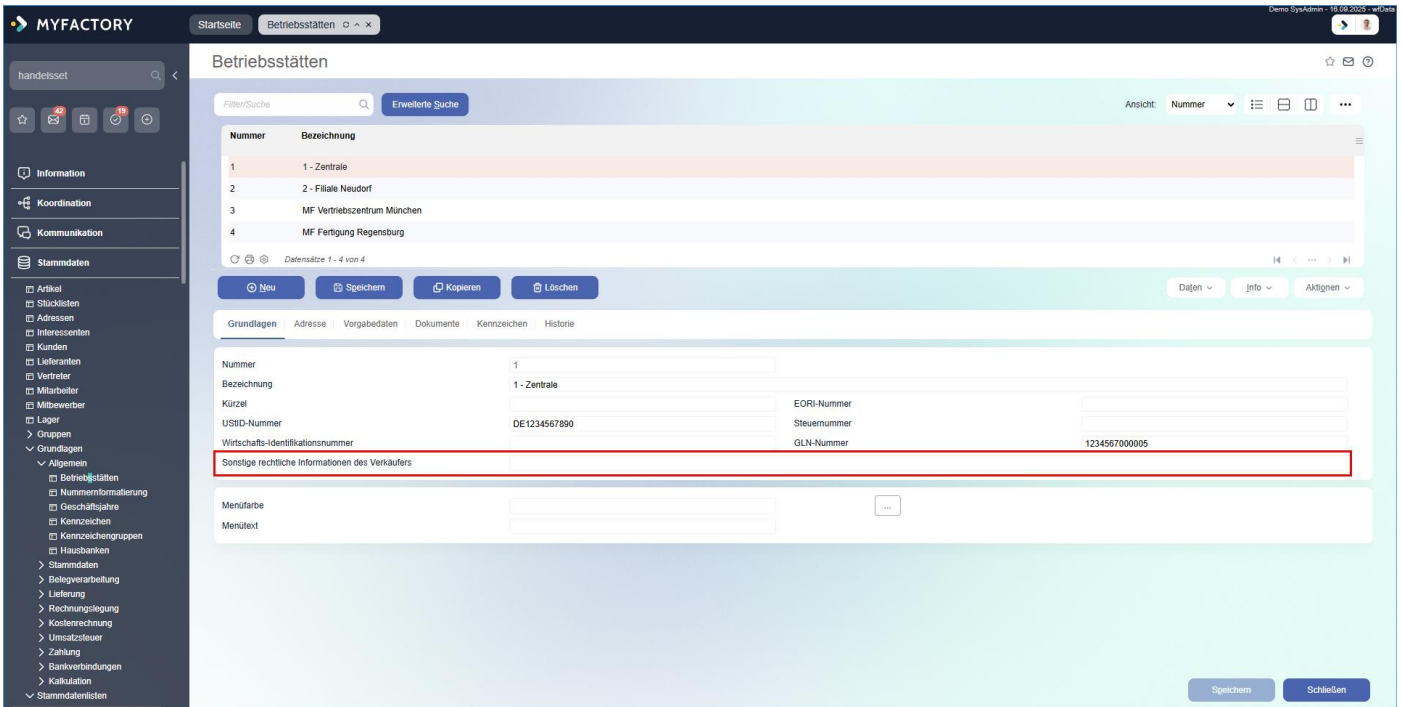 Demo SysAdmin - 16.09.2025 - wfData
MYFACTORY
Startseite
Betriebsstätten
handelsset
Betriebsstätten
42
19
Filter/Suche
Erweiterte Suche
Ansicht:
Nummer
Nummer Bezeichnung
1 1 - Zentrale
2 2 - Filiale Neudorf
3 MF Vertriebszentrum München
4 MF Fertigung Regensburg
Datensätze 1 - 4 von 4
Neu
Speichern
Kopieren
Löschen
Daten
Info
Aktionen
Grundlagen
Adresse
Vorgabedaten
Dokumente
Kennzeichen
Historie
Nummer 1
Bezeichnung 1 - Zentrale
Kürzel
EORI-Nummer
UStID-Nummer DE1234567890
Steuernummer
Wirtschafts-Identifikationsnummer
GLN-Nummer 1234567000005
Sonstige rechtliche Informationen des Verkäufers
Menüfarbe
...
Menütext
Information
Koordination
Kommunikation
Stammdaten
Artikel
Stücklisten
Adressen
Interessenten
Kunden
Lieferanten
Vertreter
Mitarbeiter
Mitbewerber
Lager
Gruppen
Grundlagen
Allgemein
Betriebsstätten
Nummernformatierung
Geschäftsjahre
Kennzeichen
Kennzeichengruppen
Hausbanken
Stammdaten
Belegverarbeitung
Lieferung
Rechnungslegung
Kostenrechnung
Umsatzsteuer
Zahlung
Bankverbindungen
Kalkulation
Stammdatenlisten
Speichern
Schließen